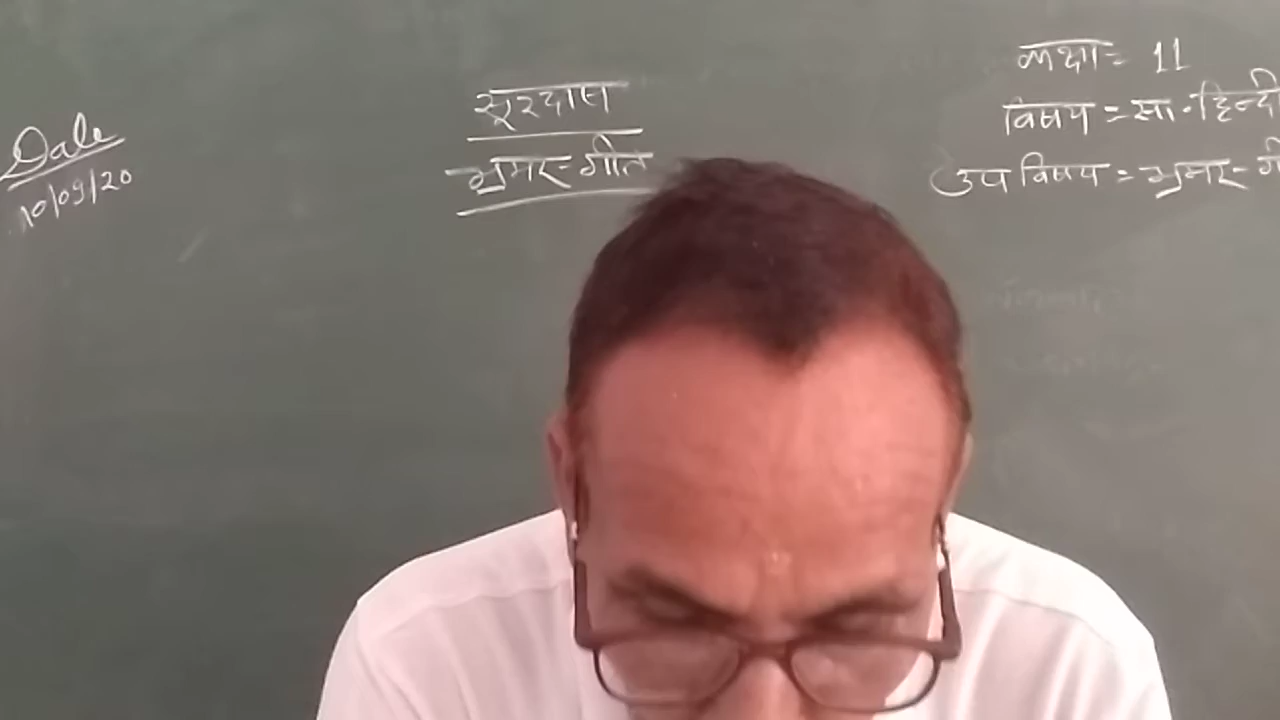 Date
10/09/20
सूरदास
भ्रमर-गीत
कक्षा = 11
विषय = सा. हिन्दी
उपविषय = भ्रमर-गी